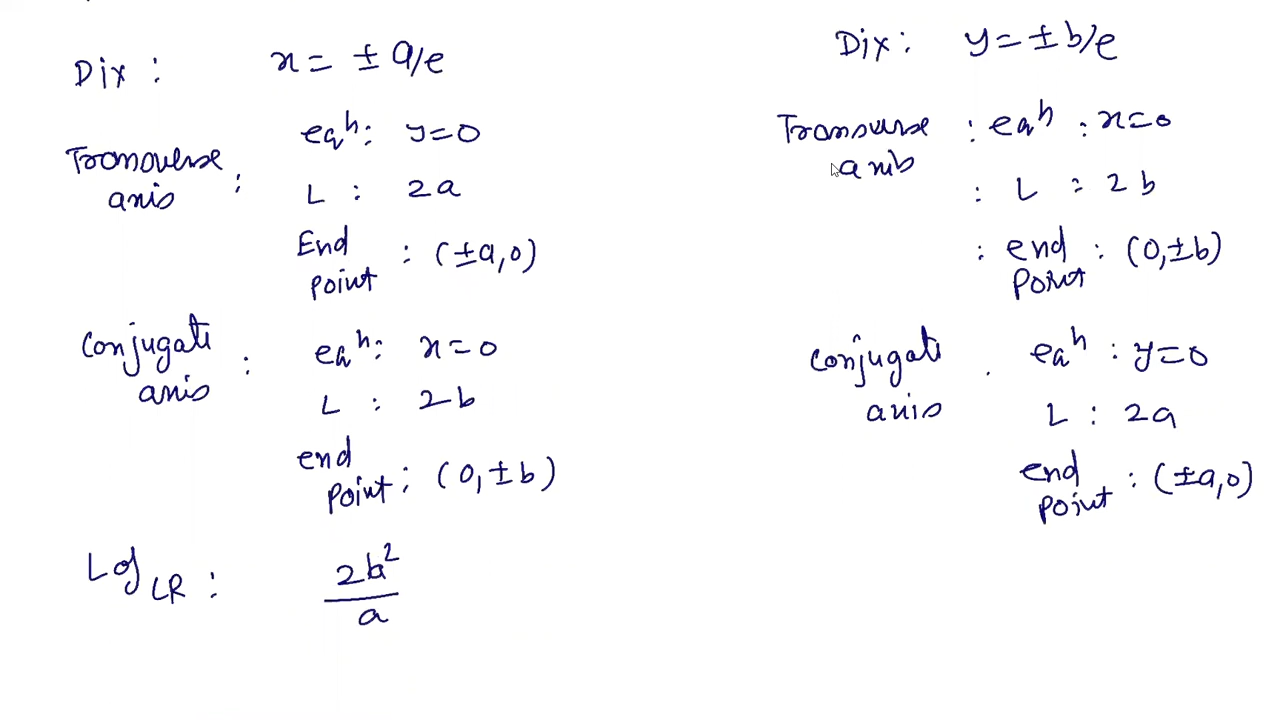 Dix : x = ± a/e
Transverse axis : eqn : y=0
L : 2a
End point : (±a,0)
Conjugate axis : eqn : x=0
L : 2b
end point : (0,±b)
L of LR : 2b²/a
Dix : y = ± b/e
Transverse axis : eqn : x=0
: L : 2b
: end point : (0,±b)
Conjugate axis . eqn : y=0
L : 2a
end point : (±a,0)